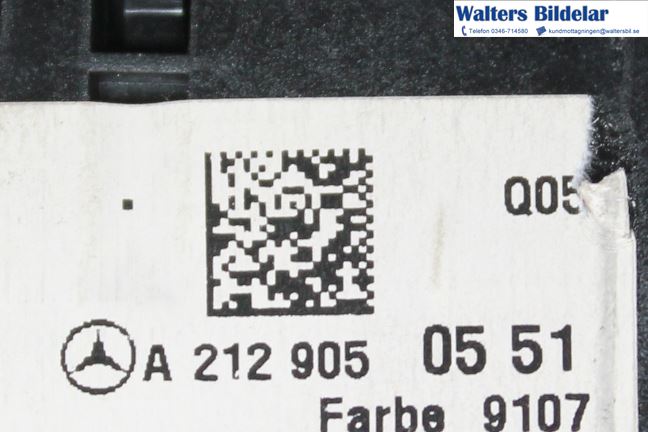 Walters Bildelar
Telefon 0346-714580 kundmottagningen@waltersbil.se
Q05
A 212 905 05 51
Farbe 9107